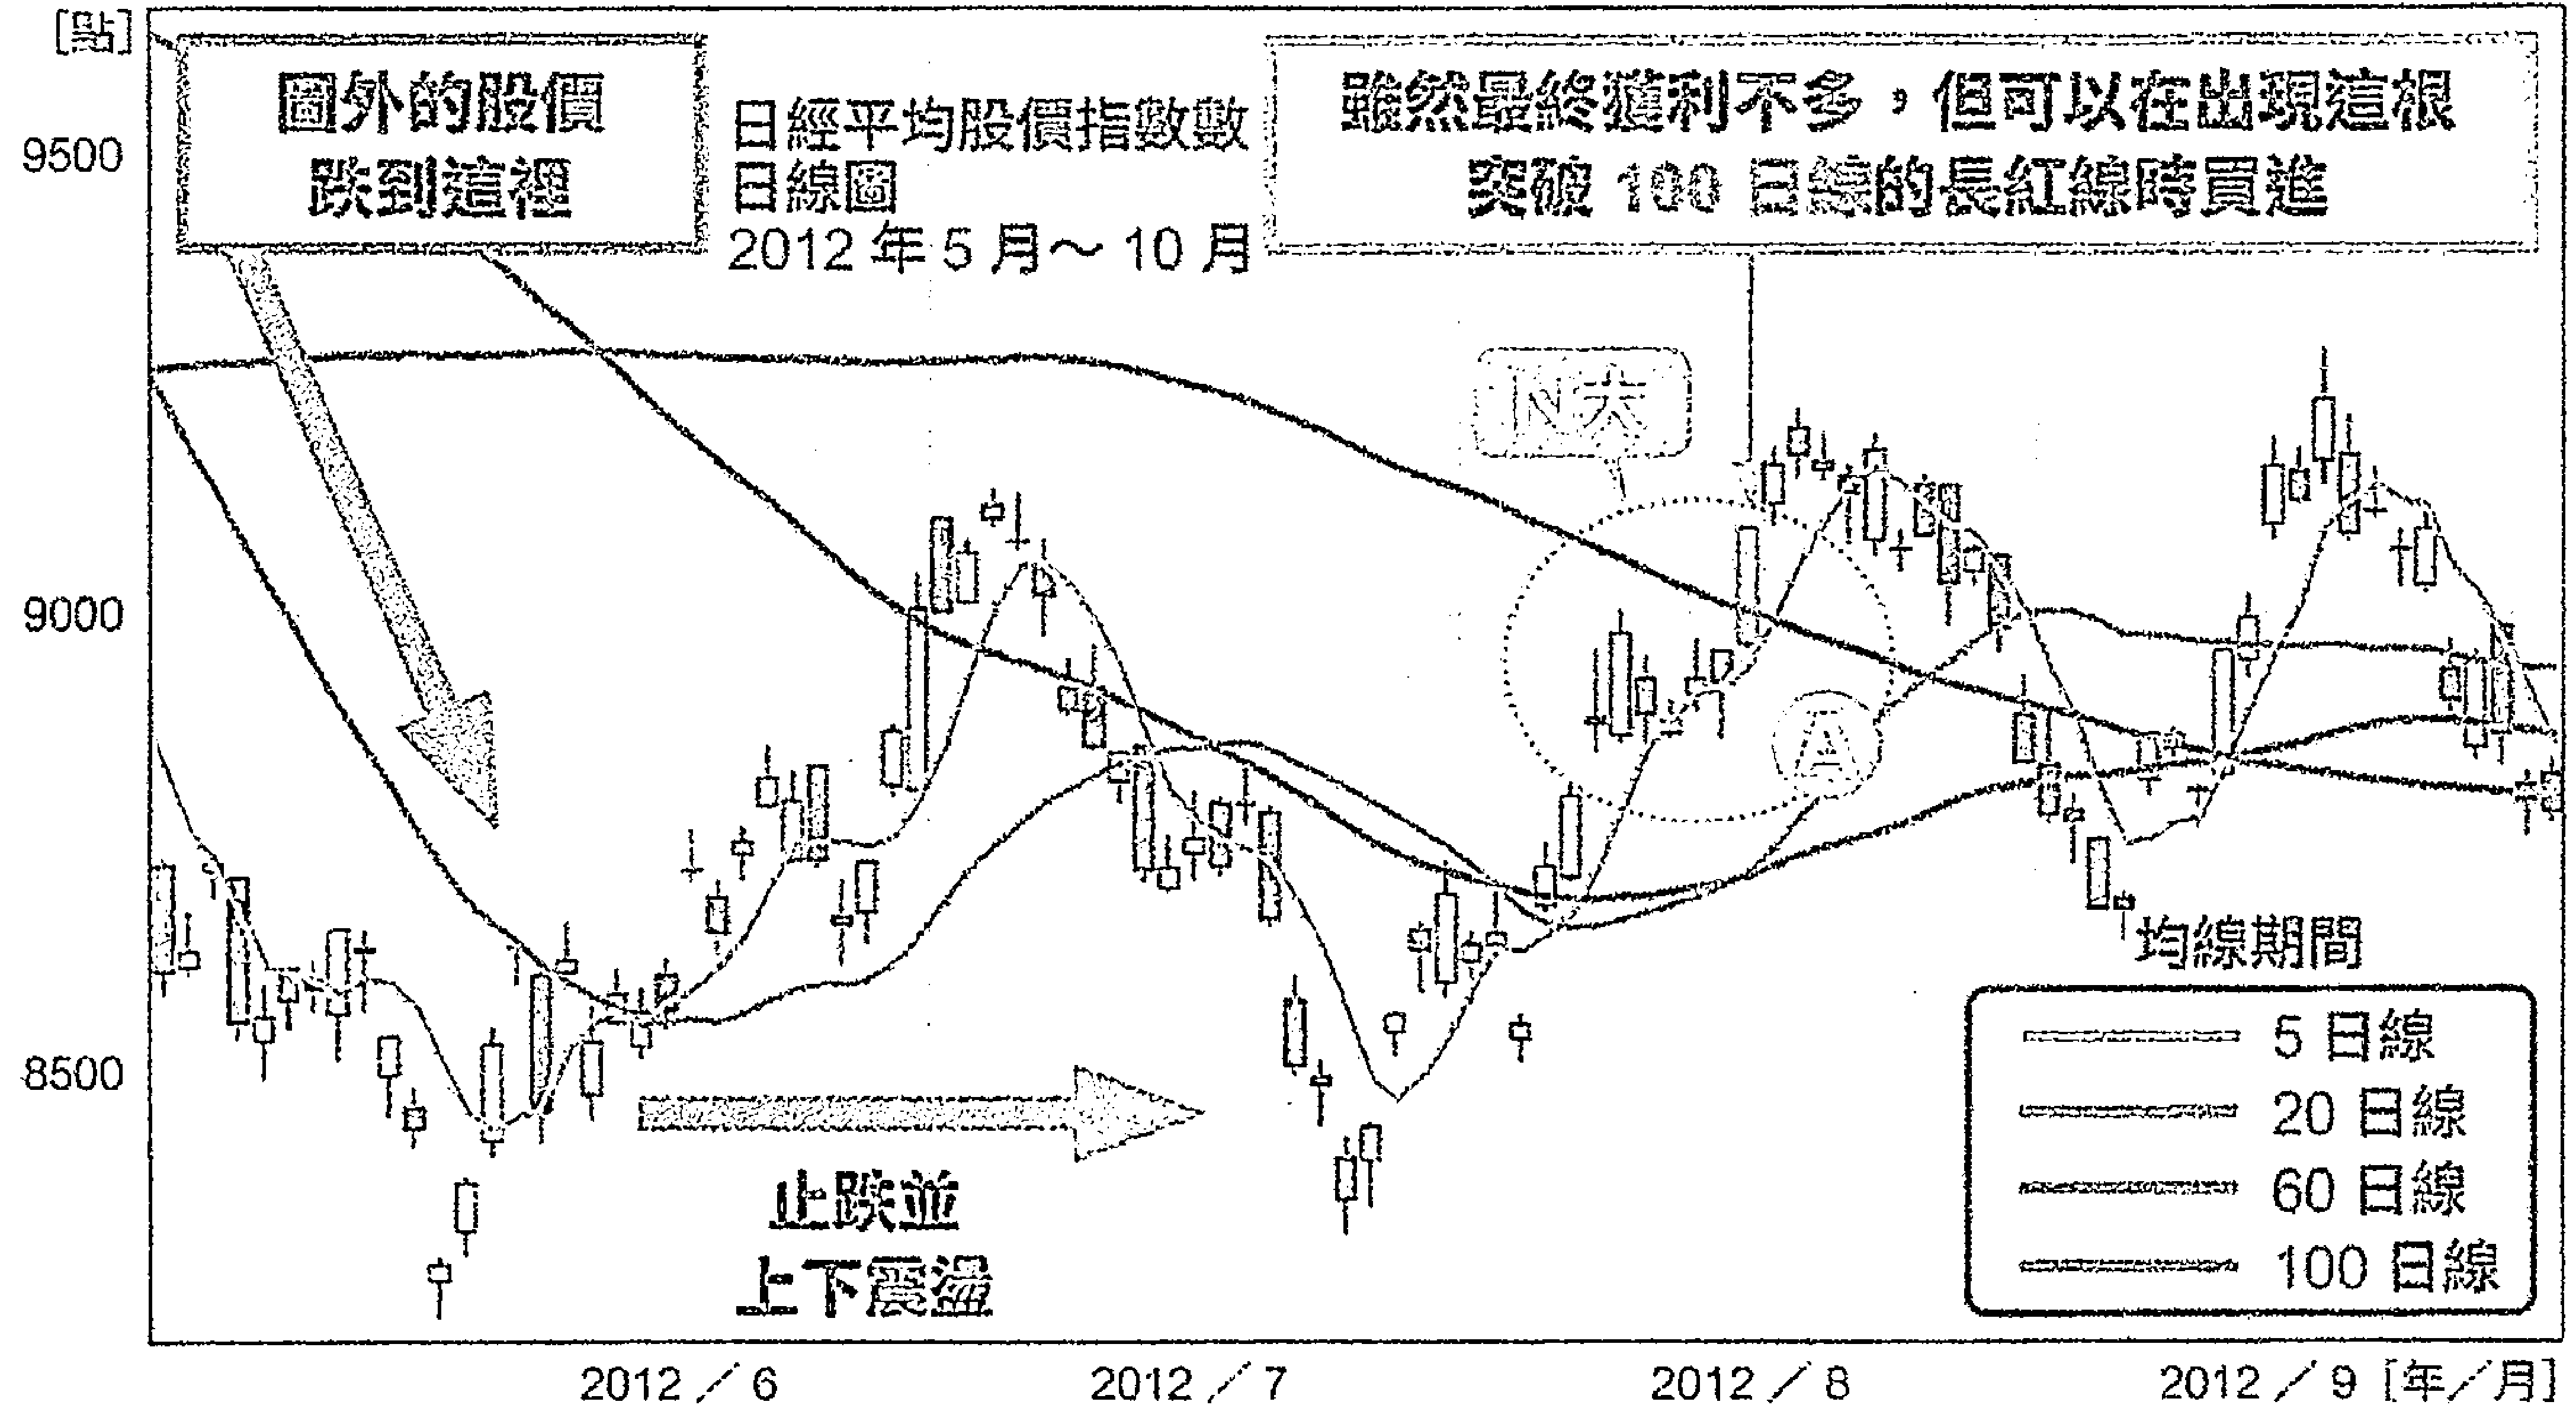 [點]
圖外的股價
跌到這裡
日經平均股價指數數
日線圖
2012 年 5 月～10 月
雖然最終獲利不多，但可以在出現這根
突破 100 日線的長紅線時買進
9500
N大
9000
A
8500
止跌並
上下震盪
均線期間
5 日線
20 日線
60 日線
100 日線
2012／6
2012／7
2012／8
2012／9 [年／月]